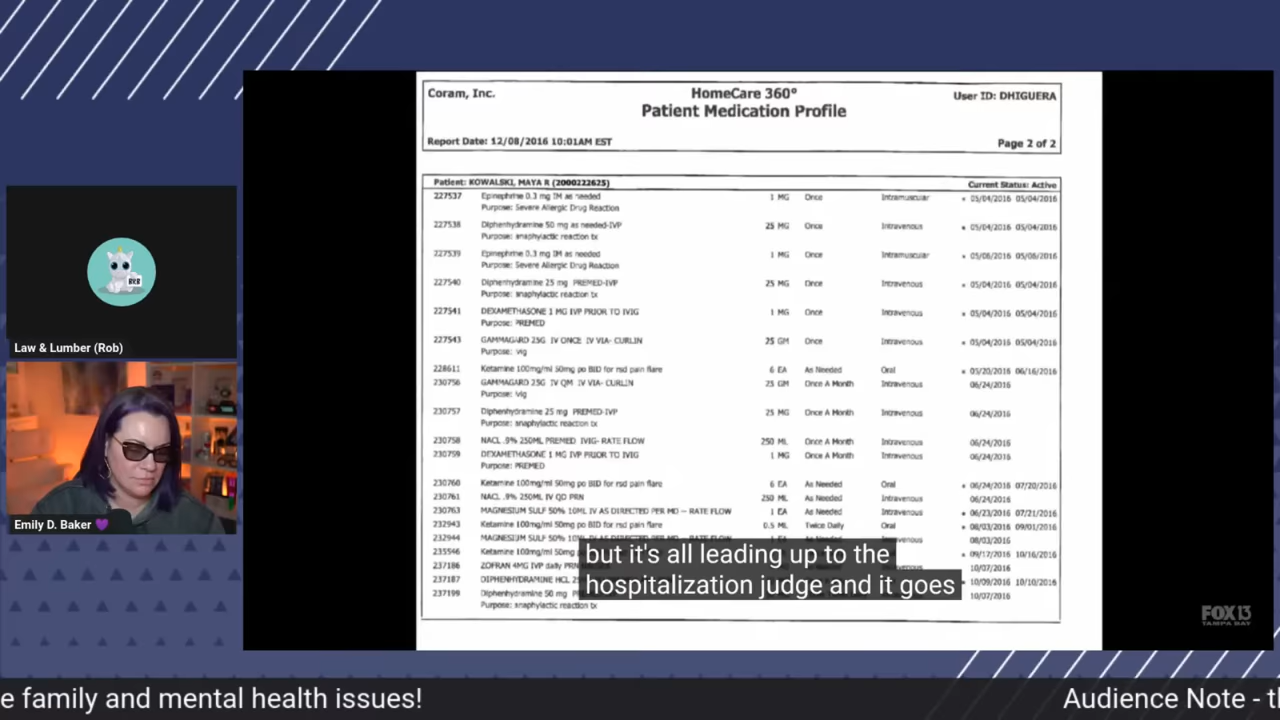 Coram, Inc.
HomeCare 360°
Patient Medication Profile
User ID: DHIGUERA
Report Date: 12/08/2016 10:01AM EST
Page 2 of 2
Patient: KOWALSKI, MAYA R (2000222625)
Current Status: Active
227537 Epinephrine 0.3 mg IM as needed 1 MG Once Intramuscular * 05/04/2016 05/04/2016
Purpose: Severe Allergic Drug Reaction
227538 Diphenhydramine 50 mg as needed-IVP 25 MG Once Intravenous * 05/04/2016 05/04/2016
Purpose: anaphylactic reaction tx
227539 Epinephrine 0.3 mg IM as needed 1 MG Once Intramuscular * 05/08/2016 05/08/2016
Purpose: Severe Allergic Drug Reaction
227540 Diphenhydramine 25 mg PREMED-IVP 25 MG Once Intravenous * 05/04/2016 05/04/2016
Purpose: anaphylactic reaction tx
227541 DEXAMETHASONE 1 MG IVP PRIOR TO IVIG 1 MG Once Intravenous * 05/04/2016 05/04/2016
Purpose: PREMED
227543 GAMMAGARD 25G IV ONCE IV VIA- CURLIN 25 GM Once Intravenous * 05/04/2016 05/04/2016
Purpose: ivig
228611 Ketamine 100mg/ml 50mg po BID for rsd pain flare 6 EA As Needed Oral * 05/20/2016 06/16/2016
230756 GAMMAGARD 25G IV QM IV VIA- CURLIN 25 GM Once A Month Intravenous 06/24/2016
Purpose: ivig
230757 Diphenhydramine 25 mg PREMED-IVP 25 MG Once A Month Intravenous 06/24/2016
Purpose: anaphylactic reaction tx
230758 NACL .9% 250ML PREMED IVIG- RATE FLOW 250 ML Once A Month Intravenous 06/24/2016
230759 DEXAMETHASONE 1 MG IVP PRIOR TO IVIG 1 MG Once A Month Intravenous 06/24/2016
Purpose: PREMED
230760 Ketamine 100mg/ml 50mg po BID for rsd pain flare 6 EA As Needed Oral * 06/24/2016 07/20/2016
230761 NACL .9% 250ML IV QD PRN 250 ML As Needed Intravenous 06/24/2016
230763 MAGNESIUM SULF 50% 10ML IV AS DIRECTED PER MD -- RATE FLOW 1 EA As Needed Intravenous * 06/23/2016 07/21/2016
232943 Ketamine 100mg/ml 50mg po BID for rsd pain flare 0.5 ML Twice Daily Oral * 08/03/2016 09/01/2016
232944 MAGNESIUM SULF 50% 08/03/2016
235546 Ketamine 100mg/ml 50mg * 09/17/2016 10/16/2016
237186 ZOFRAN 4MG IVP daily PRN 10/07/2016
237187 DIPHENHYDRAMINE HCL * 10/09/2016 10/10/2016
237199 Diphenhydramine 50 mg 10/07/2016
Purpose: anaphylactic reaction tx
but it's all leading up to the
hospitalization judge and it goes
FOX 13
TAMPA BAY
BRB
Law & Lumber (Rob)
Emily D. Baker 💜
e family and mental health issues!
Audience Note - th